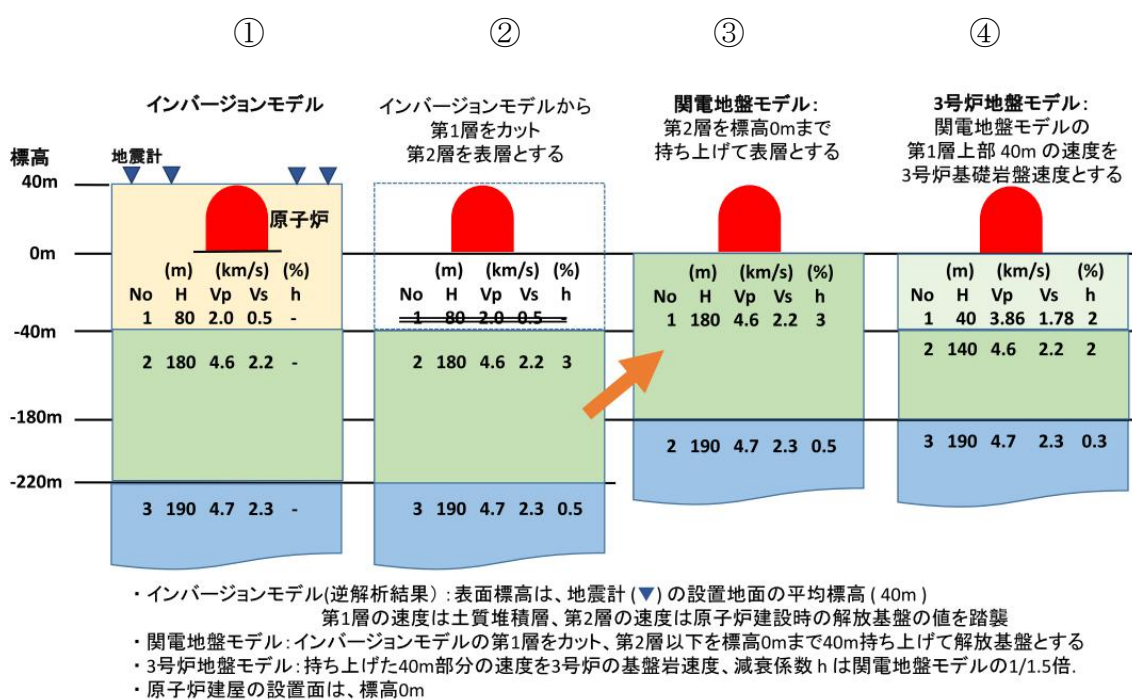 ① ② ③ ④
インバージョンモデル
インバージョンモデルから
第1層をカット
第2層を表層とする
関電地盤モデル:
第2層を標高0mまで
持ち上げて表層とする
3号炉地盤モデル:
関電地盤モデルの
第1層上部 40m の速度を
3号炉基礎岩盤速度とする
標高
40m
0m
-40m
-180m
-220m
地震計
原子炉
(m) (km/s) (%)
No H Vp Vs h
1 80 2.0 0.5 -
2 180 4.6 2.2 -
3 190 4.7 2.3 -
(m) (km/s) (%)
No H Vp Vs h
1 80 2.0 0.5 -
2 180 4.6 2.2 3
3 190 4.7 2.3 0.5
(m) (km/s) (%)
No H Vp Vs h
1 180 4.6 2.2 3
2 190 4.7 2.3 0.5
(m) (km/s) (%)
No H Vp Vs h
1 40 3.86 1.78 2
2 140 4.6 2.2 2
3 190 4.7 2.3 0.3
・インバージョンモデル(逆解析結果):表面標高は、地震計(▼)の設置地面の平均標高(40m)
第1層の速度は土質堆積層、第2層の速度は原子炉建設時の解放基盤の値を踏襲
・関電地盤モデル:インバージョンモデルの第1層をカット、第2層以下を標高0mまで40m持ち上げて解放基盤とする
・3号炉地盤モデル:持ち上げた40m部分の速度を3号炉の基盤岩速度、減衰係数hは関電地盤モデルの1/1.5倍.
・原子炉建屋の設置面は、標高0m